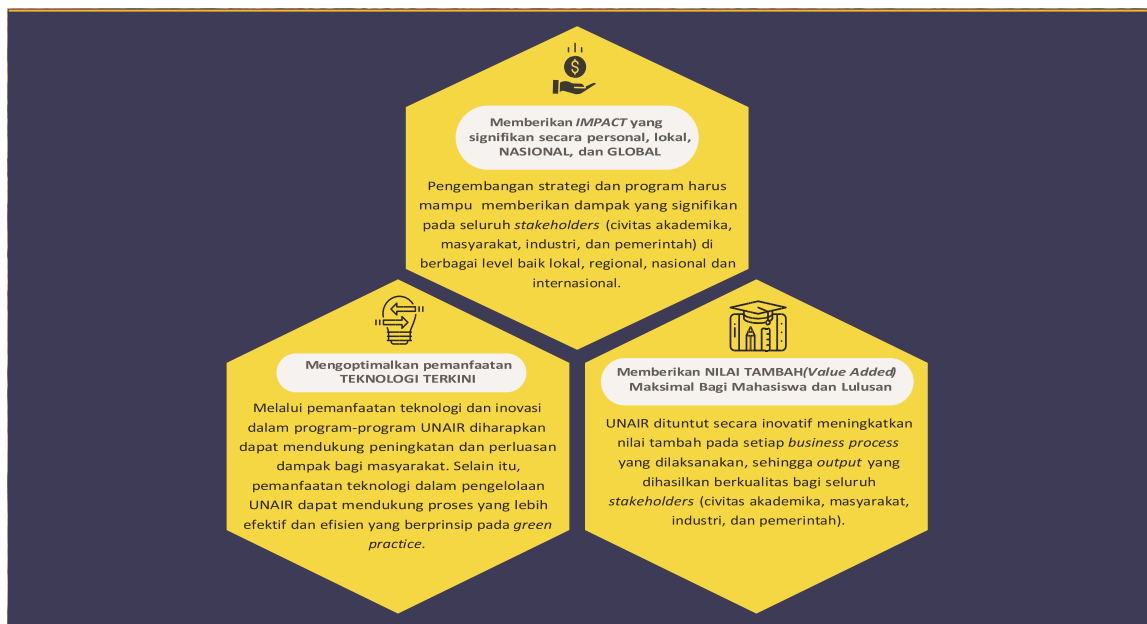 $
Memberikan IMPACT yang
signifikan secara personal, lokal,
NASIONAL, dan GLOBAL
Pengembangan strategi dan program harus
mampu memberikan dampak yang signifikan
pada seluruh stakeholders (civitas akademika,
masyarakat, industri, dan pemerintah) di
berbagai level baik lokal, regional, nasional dan
internasional.
Mengoptimalkan pemanfaatan
TEKNOLOGI TERKINI
Melalui pemanfaatan teknologi dan inovasi
dalam program-program UNAIR diharapkan
dapat mendukung peningkatan dan perluasan
dampak bagi masyarakat. Selain itu,
pemanfaatan teknologi dalam pengelolaan
UNAIR dapat mendukung proses yang lebih
efektif dan efisien yang berprinsip pada green
practice.
Memberikan NILAI TAMBAH(Value Added)
Maksimal Bagi Mahasiswa dan Lulusan
UNAIR dituntut secara inovatif meningkatkan
nilai tambah pada setiap business process
yang dilaksanakan, sehingga output yang
dihasilkan berkualitas bagi seluruh
stakeholders (civitas akademika, masyarakat,
industri, dan pemerintah).